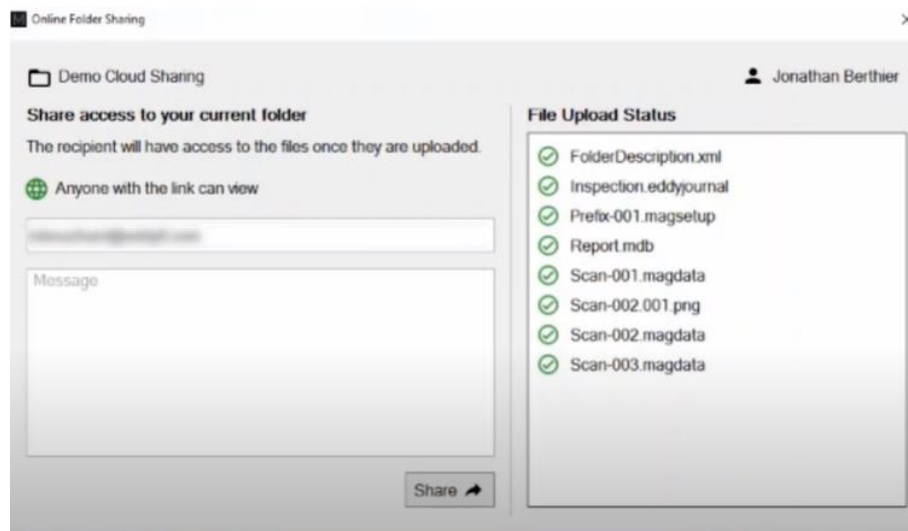 Online Folder Sharing
Demo Cloud Sharing
Jonathan Berthier
Share access to your current folder
The recipient will have access to the files once they are uploaded.
Anyone with the link can view
Message
Share
File Upload Status
FolderDescription.xml
Inspection.eddyjournal
Prefix-001.magsetup
Report.mdb
Scan-001.magdata
Scan-002.001.png
Scan-002.magdata
Scan-003.magdata